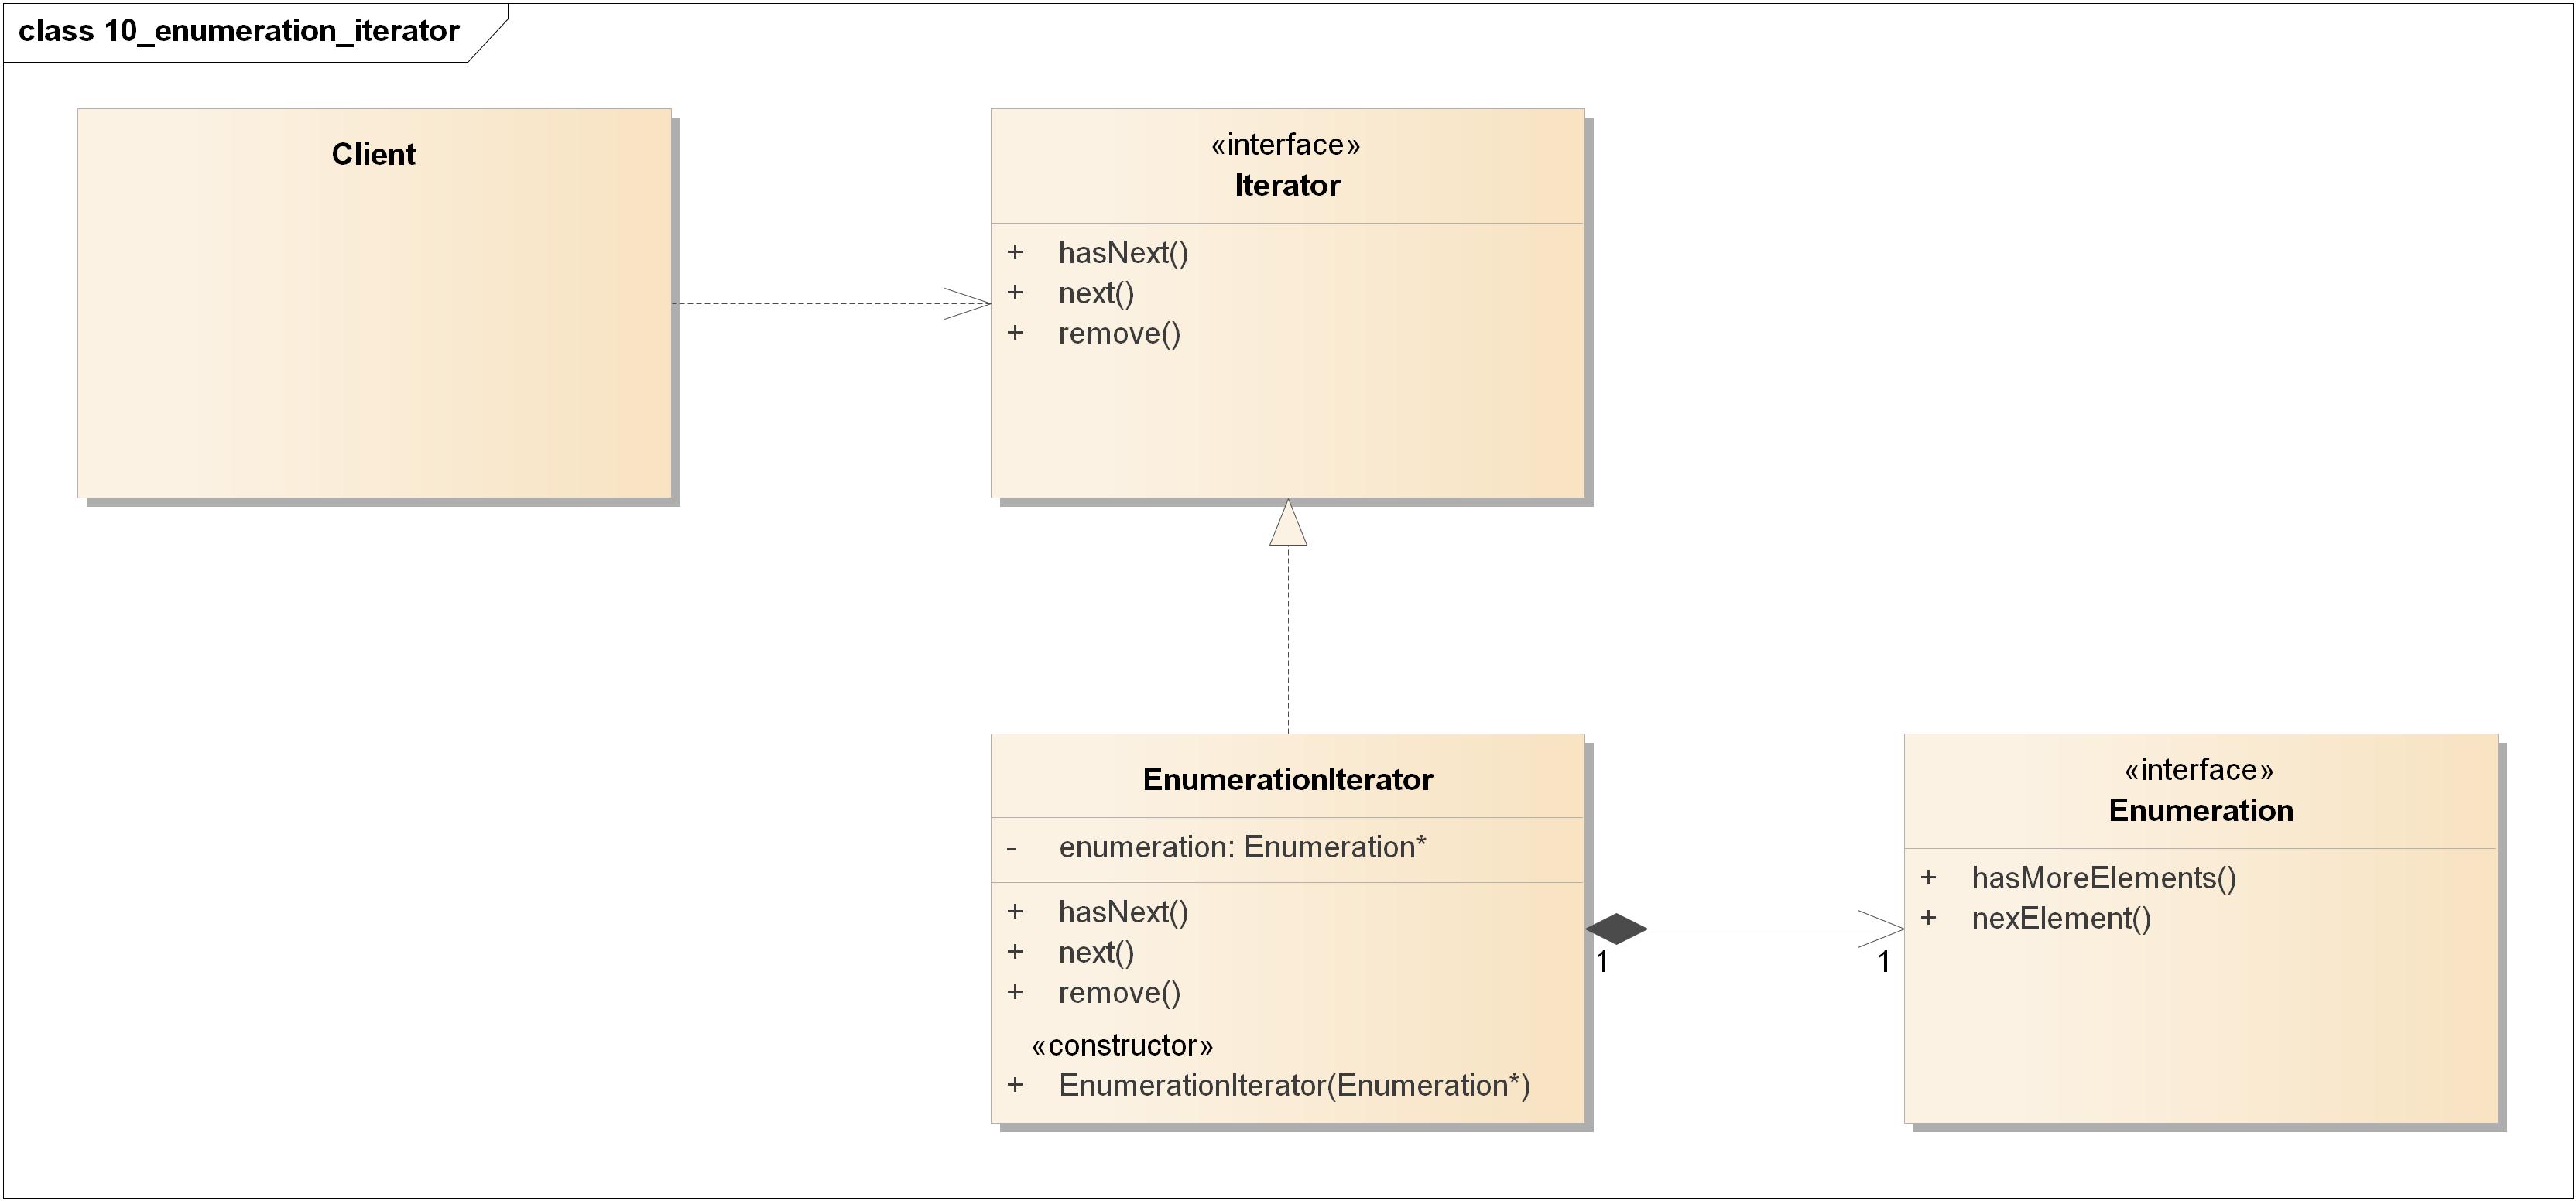 class 10_enumeration_iterator
Client
«interface»
Iterator
+ hasNext()
+ next()
+ remove()
EnumerationIterator
- enumeration: Enumeration*
+ hasNext()
+ next()
+ remove()
«constructor»
+ EnumerationIterator(Enumeration*)
1
1
«interface»
Enumeration
+ hasMoreElements()
+ nexElement()